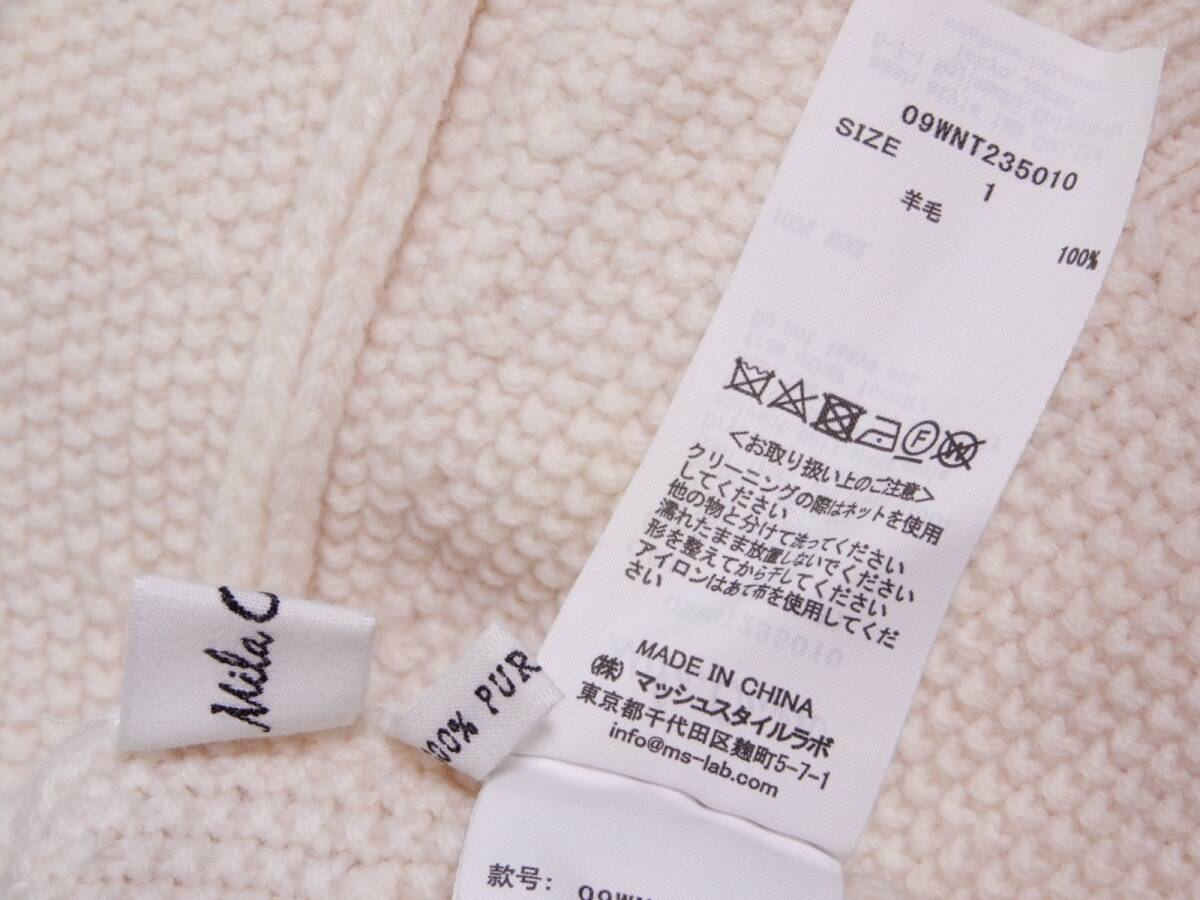 09WNT235010
SIZE 1
羊毛 100%
<お取り扱い上のご注意>
クリーニングの際はネットを使用
してください
他の物と分けて洗ってください
濡れたまま放置しないでください
形を整えてから干してください
アイロンはあて布を使用してくだ
さい
MADE IN CHINA
(株) マッシュスタイルラボ
東京都千代田区麹町5-7-1
info@ms-lab.com
款号:
Mila
PUR